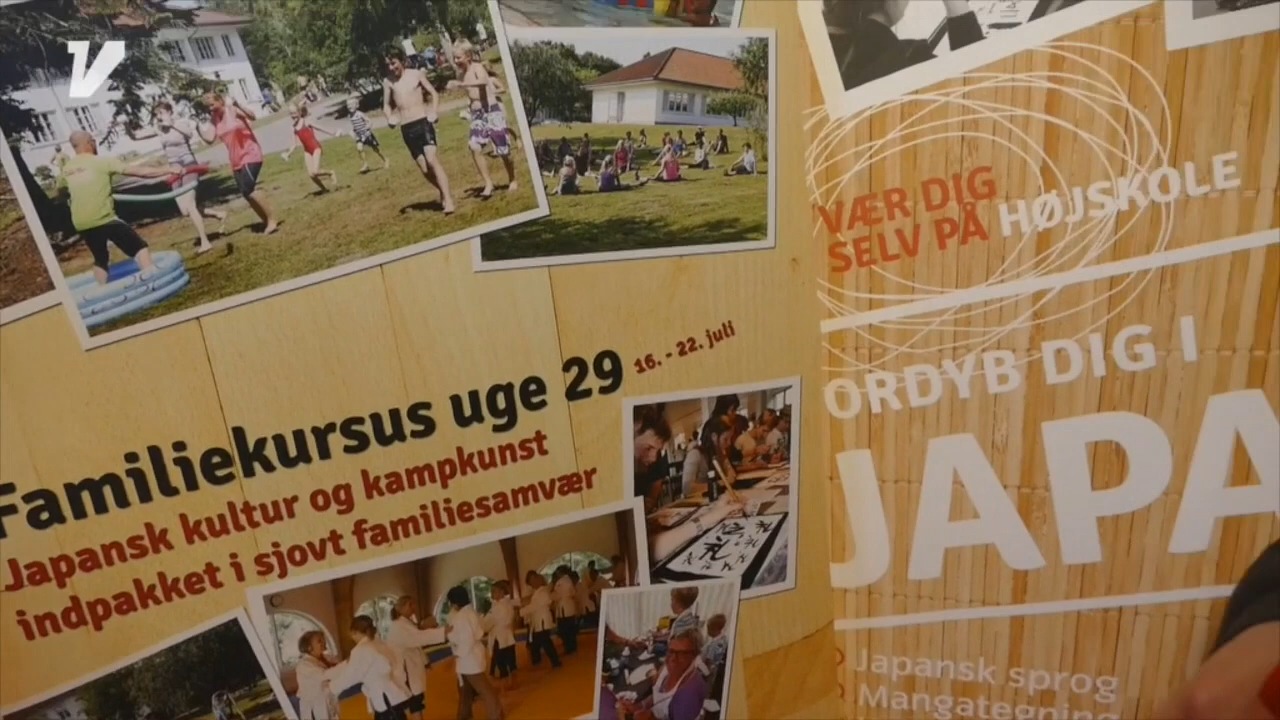 V
Familiekursus uge 29
16. - 22. juli
Japansk kultur og kampkunst
indpakket i sjovt familiesamvær
VÆR DIG
SELV PÅ HØJSKOLE
ORDYB DIG I
JAPA
Japansk sprog
Mangategning